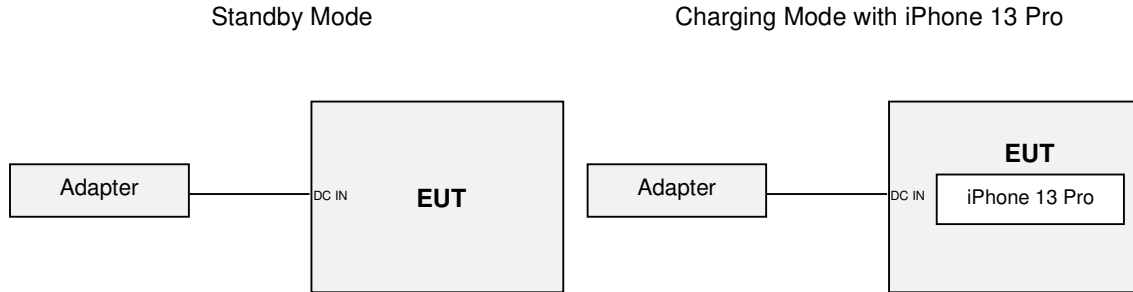 Standby Mode
Charging Mode with iPhone 13 Pro
Adapter
DC IN
EUT
Adapter
DC IN
EUT
iPhone 13 Pro